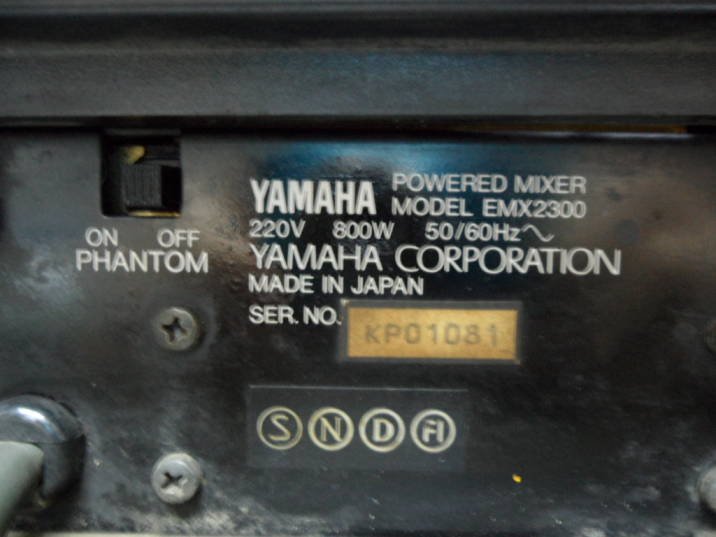 YAMAHA POWERED MIXER
MODEL EMX2300
220V 800W 50/60Hz∿
YAMAHA CORPORATION
MADE IN JAPAN
SER. NO. KP01081
ON OFF
PHANTOM
S N D FI